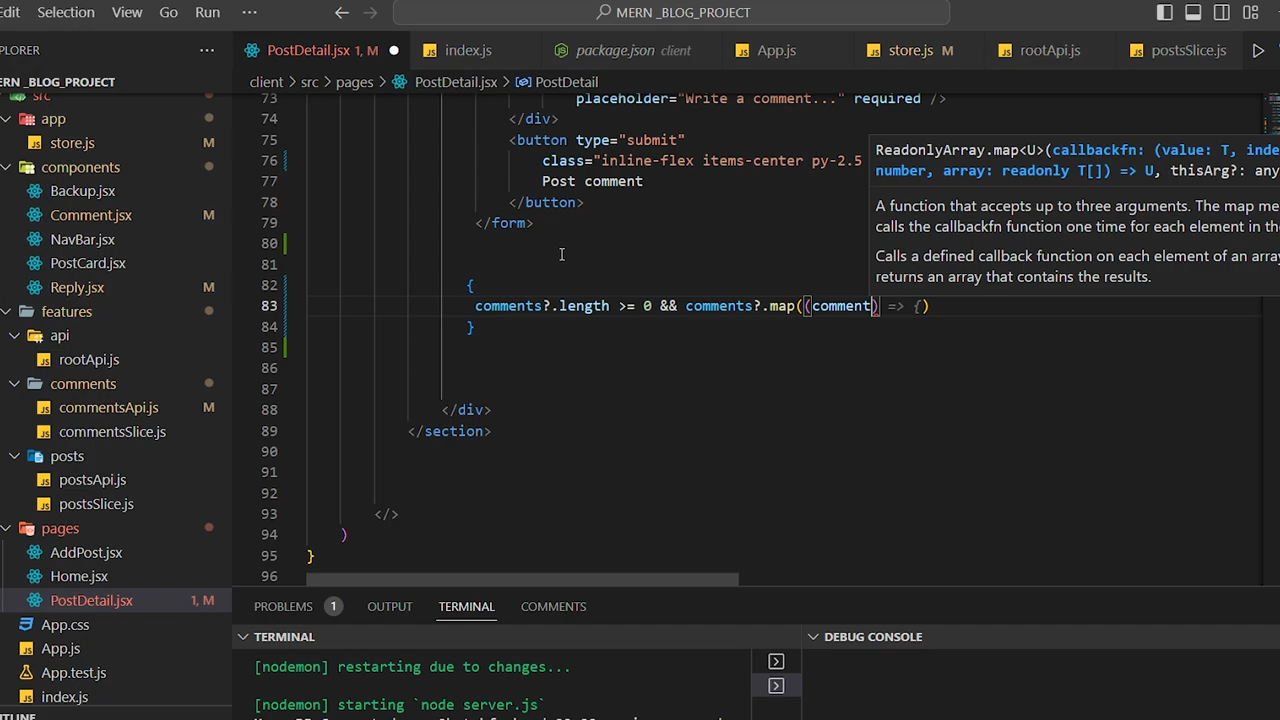 Edit Selection View Go Run ··· MERN _BLOG_PROJECT
PLORER ···
PostDetail.jsx 1, M index.js package.json client App.js store.js M rootApi.js postsSlice.js
ERN_BLOG_PROJECT
client > src > pages > PostDetail.jsx > PostDetail
src
app
store.js M
components
Backup.jsx
Comment.jsx M
NavBar.jsx
PostCard.jsx
Reply.jsx M
features
api
rootApi.js
comments
commentsApi.js M
commentsSlice.js
posts
postsApi.js
postsSlice.js
pages
AddPost.jsx
Home.jsx
PostDetail.jsx 1, M
App.css
App.js
App.test.js
index.js
73 placeholder="Write a comment..." required />
74 </div>
75 <button type="submit"
76 class="inline-flex items-center py-2.5
77 Post comment
78 </button>
79 </form>
80
81
82 {
83 comments?.length >= 0 && comments?.map((comment) => {)
84 }
85
86
87
88 </div>
89 </section>
90
91
92
93 </>
94 )
95 }
96
ReadonlyArray.map<U>(callbackfn: (value: T, inde
number, array: readonly T[]) => U, thisArg?: any
A function that accepts up to three arguments. The map me
calls the callbackfn function one time for each element in the
Calls a defined callback function on each element of an array
returns an array that contains the results.
PROBLEMS 1 OUTPUT TERMINAL COMMENTS
TERMINAL
DEBUG CONSOLE
[nodemon] restarting due to changes...
[nodemon] starting `node server.js`